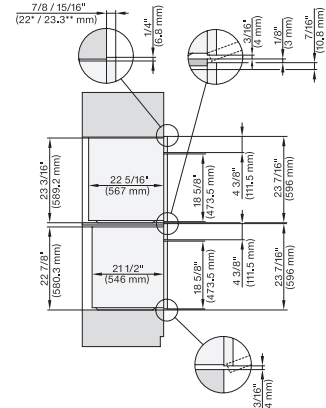 7/8 / 15/16"
(22* / 23.3** mm)
1/4"
(6.8 mm)
3/16"
(4 mm)
1/8"
(3 mm)
7/16"
(10.8 mm)
23 3/16"
(589.2 mm)
22 5/16"
(567 mm)
18 5/8"
(473.5 mm)
4 3/8"
(111.5 mm)
23 7/16"
(596 mm)
22 7/8"
(580.3 mm)
21 1/2"
(546 mm)
18 5/8"
(473.5 mm)
4 3/8"
(111.5 mm)
23 7/16"
(596 mm)
3/16"
4 mm)